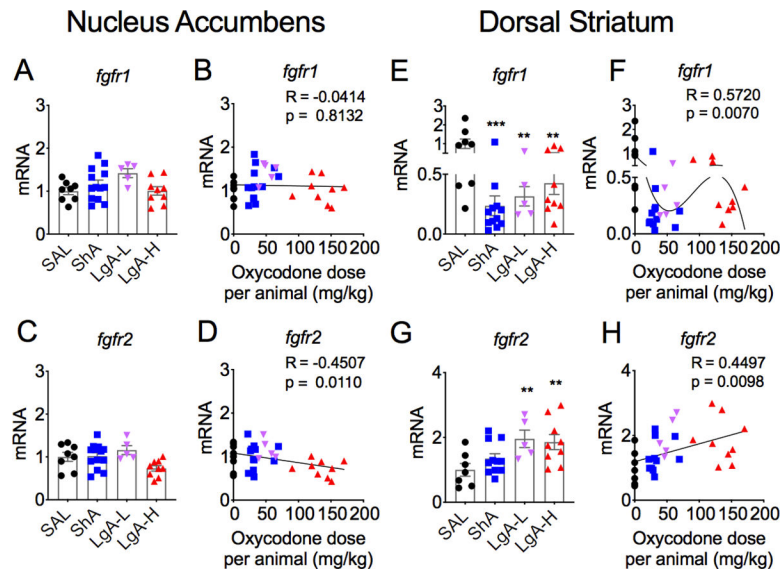 Nucleus Accumbens
Dorsal Striatum
A
fgfr1
mRNA
3
2
1
0
SAL
ShA
LgA-L
LgA-H
B
fgfr1
R = -0.0414
p = 0.8132
mRNA
3
2
1
0
0 50 100 150 200
Oxycodone dose
per animal (mg/kg)
E
fgfr1
*** ** **
mRNA
3
2
1
0.5
0.0
SAL
ShA
LgA-L
LgA-H
F
fgfr1
R = 0.5720
p = 0.0070
mRNA
3
2
1
0.5
0.0
0 50 100 150 200
Oxycodone dose
per animal (mg/kg)
C
fgfr2
mRNA
3
2
1
0
SAL
ShA
LgA-L
LgA-H
D
fgfr2
R = -0.4507
p = 0.0110
mRNA
3
2
1
0
0 50 100 150 200
Oxycodone dose
per animal (mg/kg)
G
fgfr2
** **
mRNA
4
2
0
SAL
ShA
LgA-L
LgA-H
H
fgfr2
R = 0.4497
p = 0.0098
mRNA
4
2
0
0 50 100 150 200
Oxycodone dose
per animal (mg/kg)